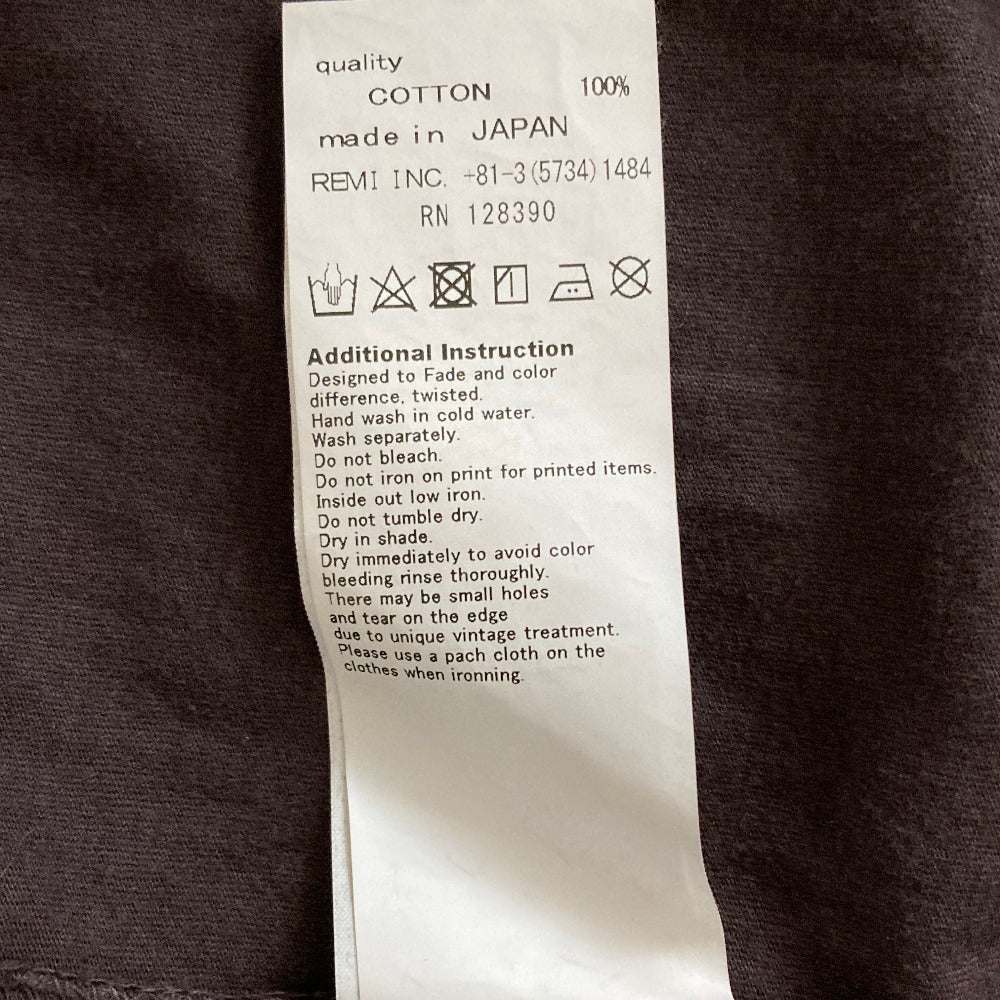 quality
COTTON 100%
made in JAPAN
REMI INC. +81-3(5734)1484
RN 128390
Additional Instruction
Designed to Fade and color
difference, twisted.
Hand wash in cold water.
Wash separately.
Do not bleach.
Do not iron on print for printed items.
Inside out low iron.
Do not tumble dry.
Dry in shade.
Dry immediately to avoid color
bleeding rinse thoroughly.
There may be small holes
and tear on the edge
due to unique vintage treatment.
Please use a pach cloth on the
clothes when ironning.